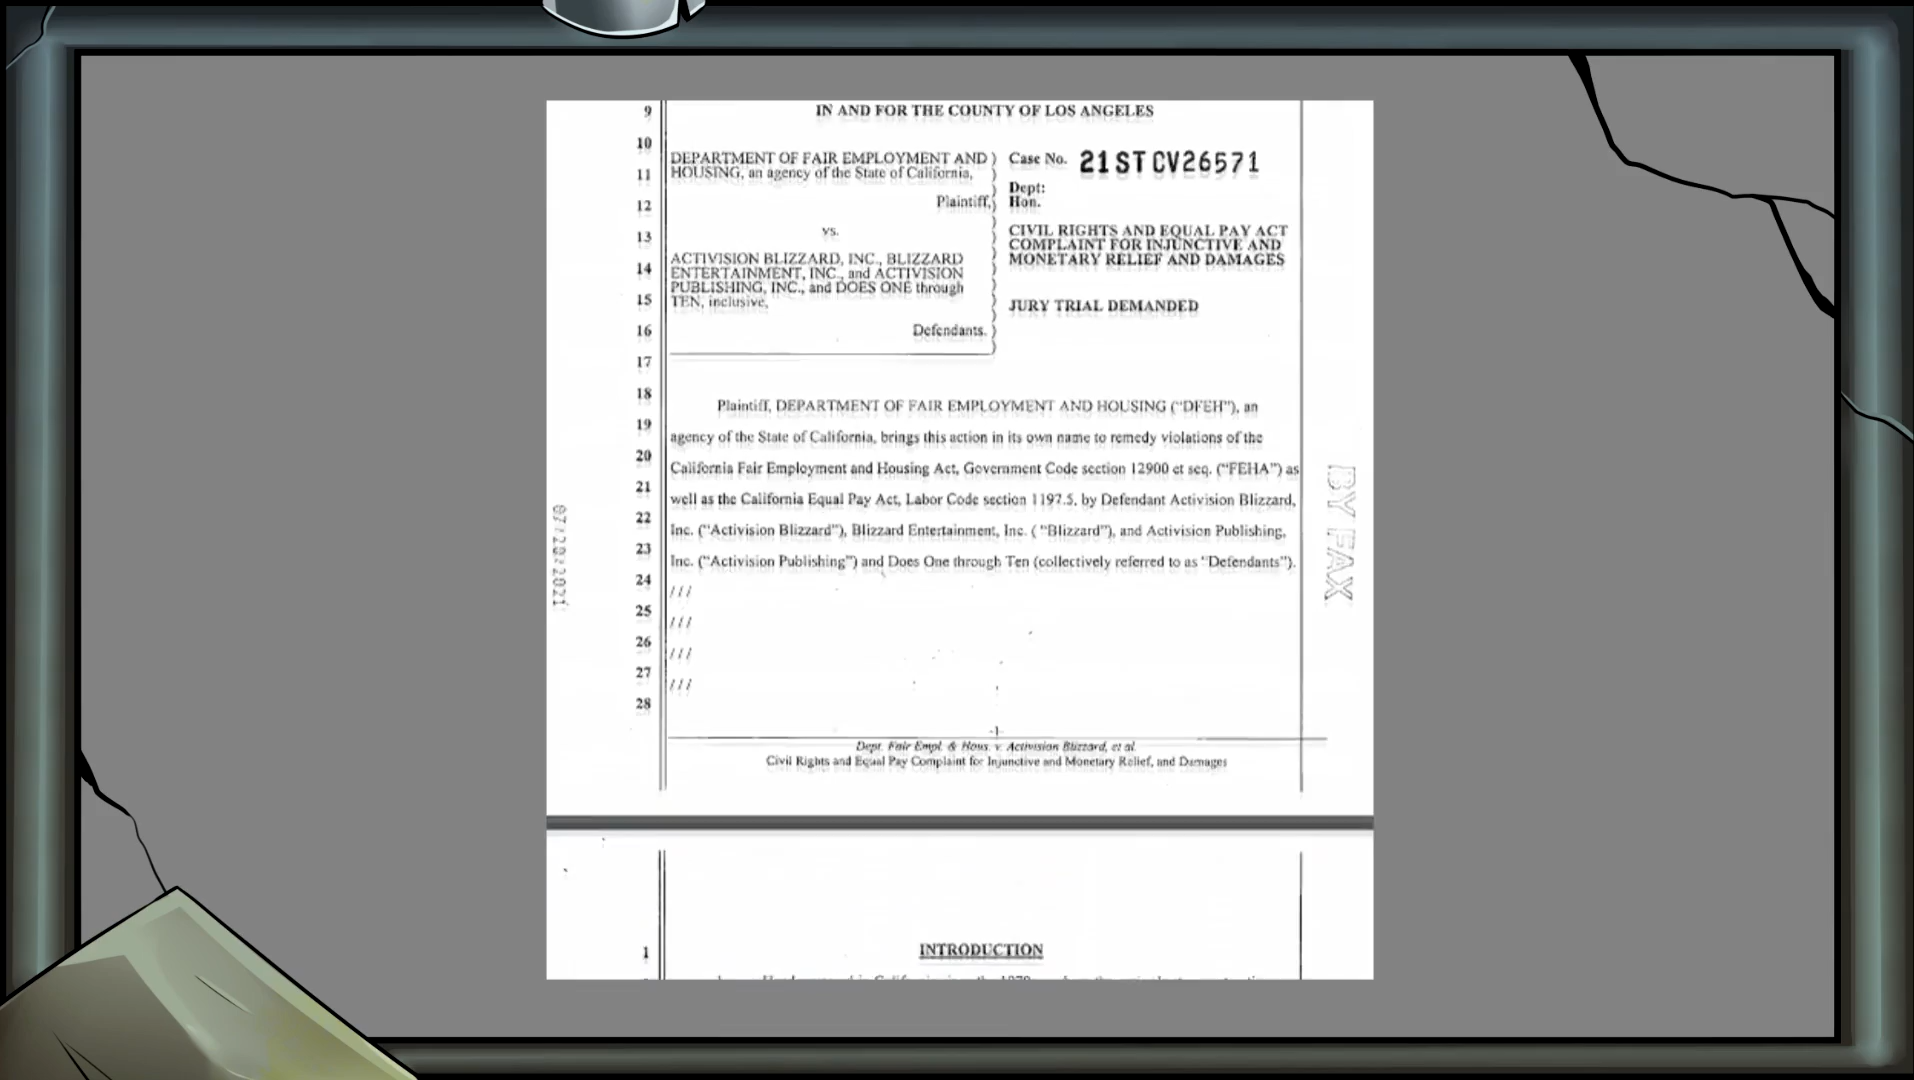 9 IN AND FOR THE COUNTY OF LOS ANGELES
10
DEPARTMENT OF FAIR EMPLOYMENT AND ) Case No. 21STCV26571
11 HOUSING, an agency of the State of California,
Dept:
12 Plaintiff, Hon.
13 vs. CIVIL RIGHTS AND EQUAL PAY ACT
COMPLAINT FOR INJUNCTIVE AND
ACTIVISION BLIZZARD, INC., BLIZZARD MONETARY RELIEF AND DAMAGES
14 ENTERTAINMENT, INC., and ACTIVISION
PUBLISHING, INC., and DOES ONE through
15 TEN, inclusive, JURY TRIAL DEMANDED
16 Defendants.
17
18
Plaintiff, DEPARTMENT OF FAIR EMPLOYMENT AND HOUSING ("DFEH"), an
19
agency of the State of California, brings this action in its own name to remedy violations of the
20
California Fair Employment and Housing Act, Government Code section 12900 et seq. ("FEHA") as
21
well as the California Equal Pay Act, Labor Code section 1197.5, by Defendant Activision Blizzard,
22
Inc. ("Activision Blizzard"), Blizzard Entertainment, Inc. ( "Blizzard"), and Activision Publishing,
23
Inc. ("Activision Publishing") and Does One through Ten (collectively referred to as "Defendants").
24
///
25
///
26
///
27
///
28
-1-
Dept. Fair Empl. & Hous. v. Activision Blizzard, et al.
Civil Rights and Equal Pay Complaint for Injunctive and Monetary Relief, and Damages
07/20/2021
BY FAX
1 INTRODUCTION